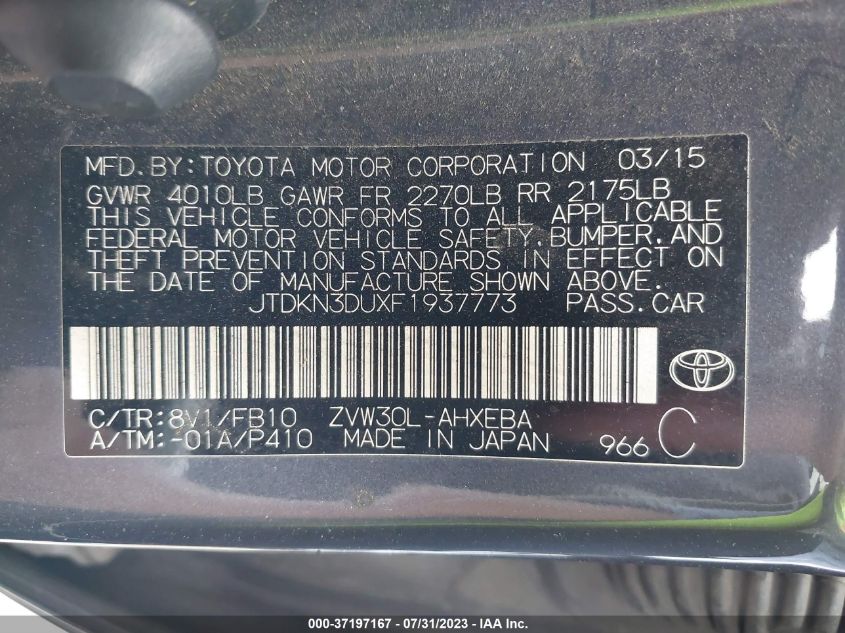 MFD.BY:TOYOTA MOTOR CORPORATION 03/15
GVWR 4010LB GAWR FR 2270LB RR 2175LB
THIS VEHICLE CONFORMS TO ALL APPLICABLE
FEDERAL MOTOR VEHICLE SAFETY,BUMPER,AND
THEFT PREVENTION STANDARDS IN EFFECT ON
THE DATE OF MANUFACTURE SHOWN ABOVE.
JTDKN3DUXF1937773 PASS.CAR
C/TR:8V1/FB10 ZVW30L-AHXEBA
A/TM:-01A/P410 MADE IN JAPAN 966 C
000-37197167 / 07/31/2023 - IAA Inc.